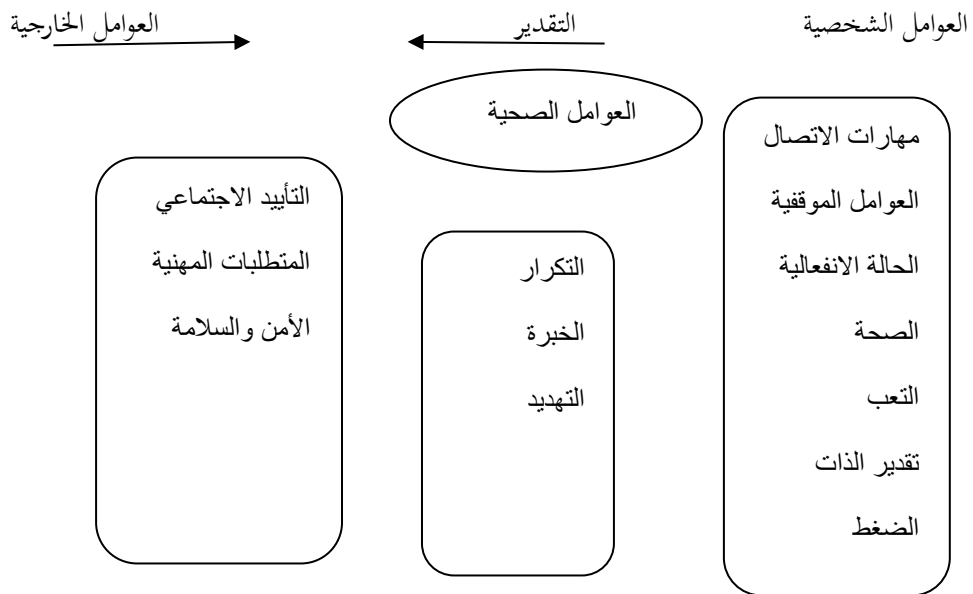 العوامل الشخصية
التقدير
العوامل الخارجية
العوامل الصحية
مهارات الاتصال
العوامل الموقفية
الحالة الانفعالية
الصحة
التعب
تقدير الذات
الضغط
التكرار
الخبرة
التهديد
التأييد الاجتماعي
المتطلبات المهنية
الأمن والسلامة